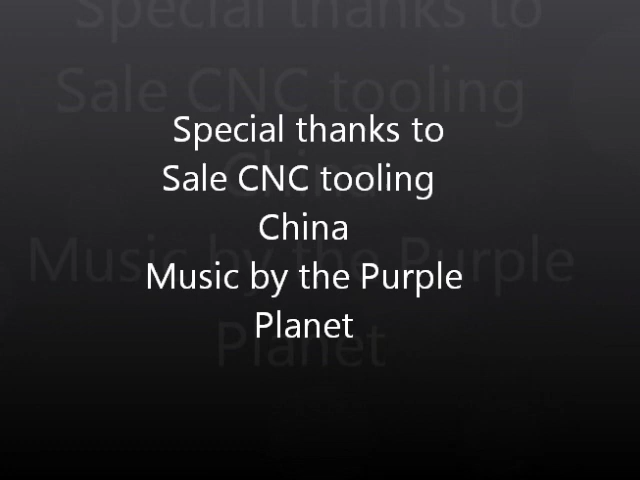 Special thanks to
Sale CNC tooling
China
Music by the Purple
Planet